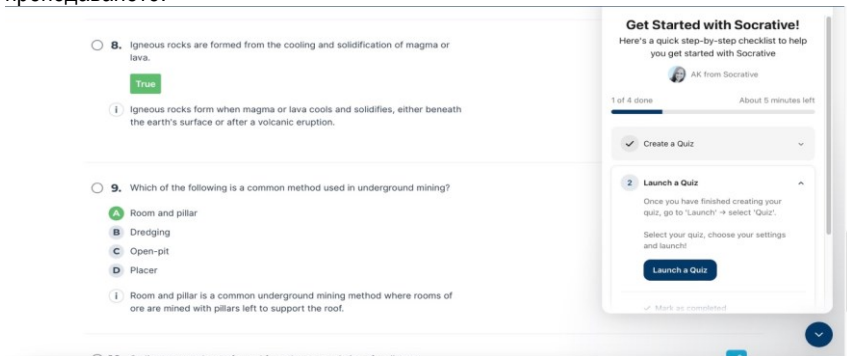 8. Igneous rocks are formed from the cooling and solidification of magma or
lava.
True
i Igneous rocks form when magma or lava cools and solidifies, either beneath
the earth's surface or after a volcanic eruption.
9. Which of the following is a common method used in underground mining?
A Room and pillar
B Dredging
C Open-pit
D Placer
i Room and pillar is a common underground mining method where rooms of
ore are mined with pillars left to support the roof.
Get Started with Socrative!
Here's a quick step-by-step checklist to help
you get started with Socrative
AK from Socrative
1 of 4 done About 5 minutes left
Create a Quiz
2 Launch a Quiz
Once you have finished creating your
quiz, go to 'Launch' → select 'Quiz'.
Select your quiz, choose your settings
and launch!
Launch a Quiz
Mark as completed